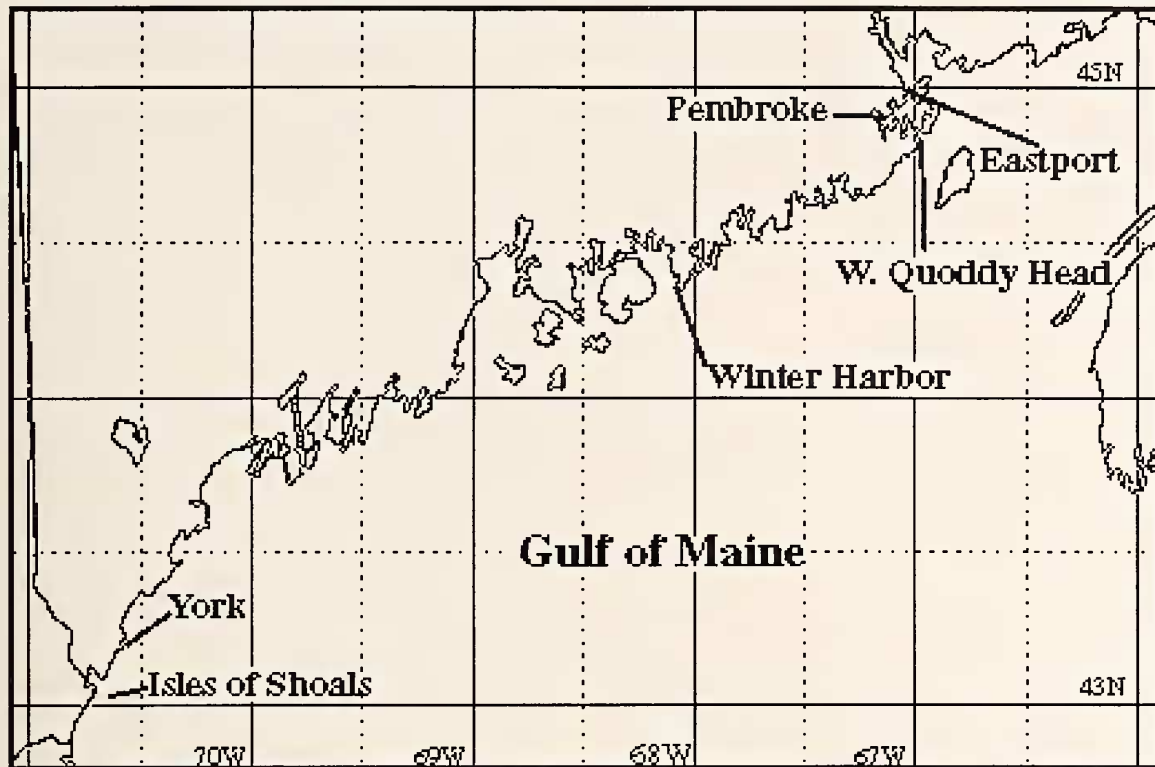 45N
Pembroke
Eastport
W. Quoddy Head
Winter Harbor
Gulf of Maine
York
Isles of Shoals
43N
70W
69W
68W
67W